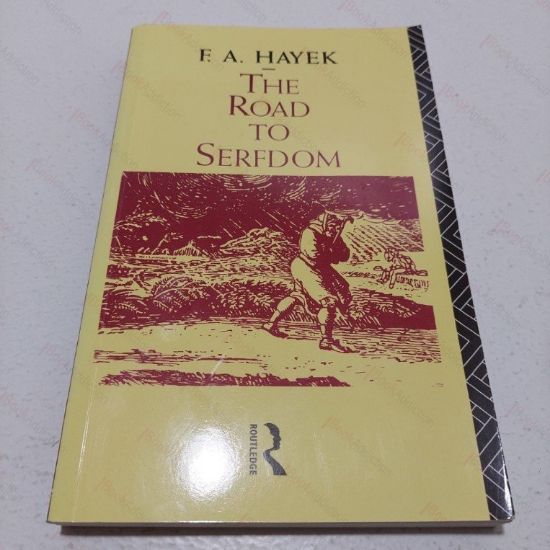 F. A. HAYEK
THE
ROAD
TO
SERFDOM
ROUTLEDGE